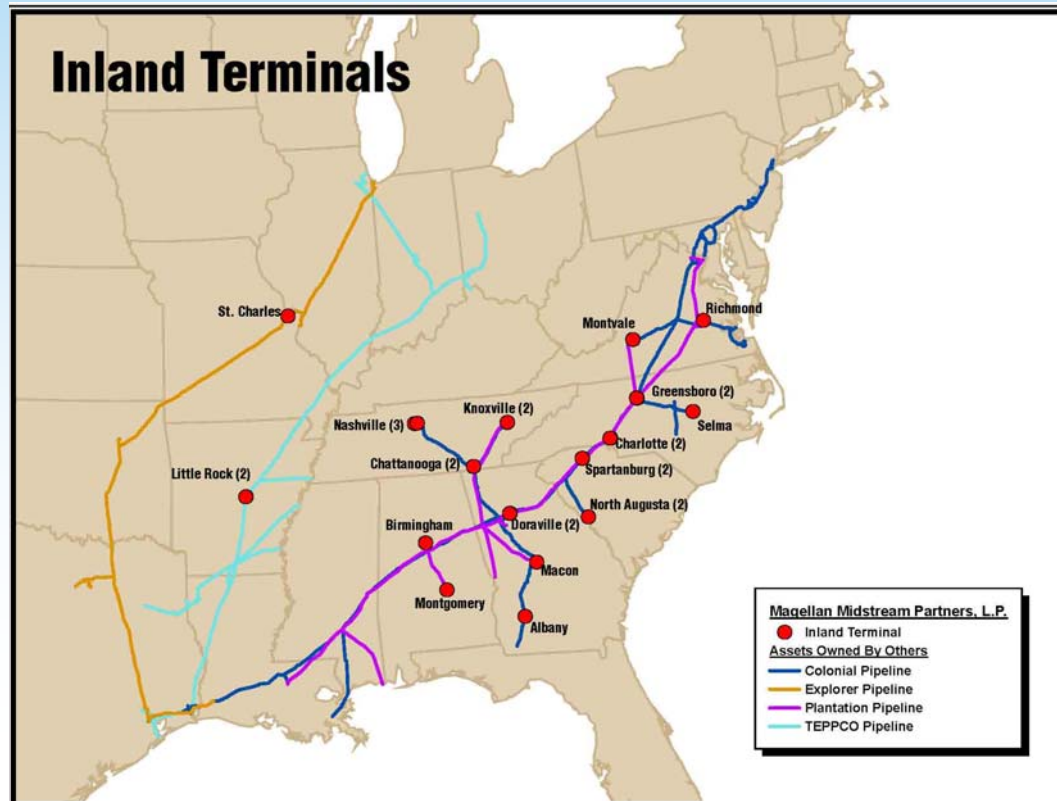 Inland Terminals
St. Charles
Richmond
Montvale
Greensboro (2)
Selma
Knoxville (2)
Nashville (3)
Charlotte (2)
Chattanooga (2)
Spartanburg (2)
Little Rock (2)
North Augusta (2)
Doraville (2)
Birmingham
Macon
Montgomery
Albany
Magellan Midstream Partners, L.P.
Inland Terminal
Assets Owned By Others
Colonial Pipeline
Explorer Pipeline
Plantation Pipeline
TEPPCO Pipeline